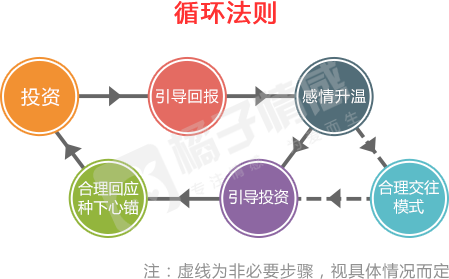 循环法则
投资
引导回报
感情升温
合理回应
种下心锚
引导投资
合理交往
模式
橘子情感
注：虚线为非必要步骤，视具体情况而定